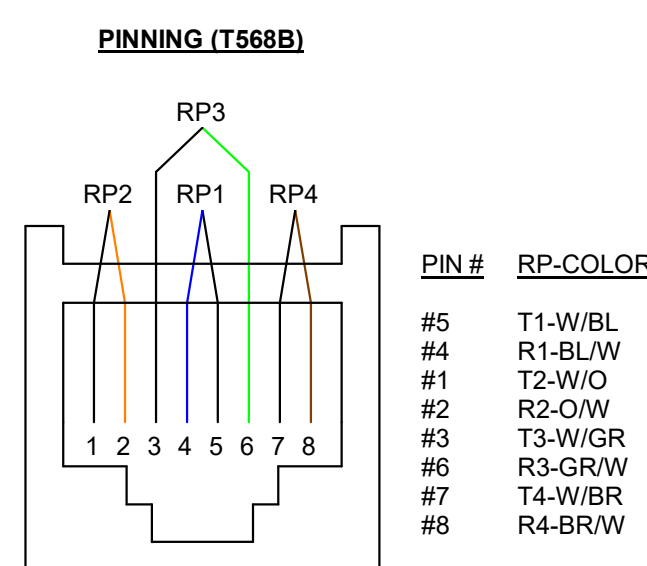 PINNING (T568B)
RP3
RP2 RP1 RP4
1 2 3 4 5 6 7 8
PIN # RP-COLOR
#5 T1-W/BL
#4 R1-BL/W
#1 T2-W/O
#2 R2-O/W
#3 T3-W/GR
#6 R3-GR/W
#7 T4-W/BR
#8 R4-BR/W